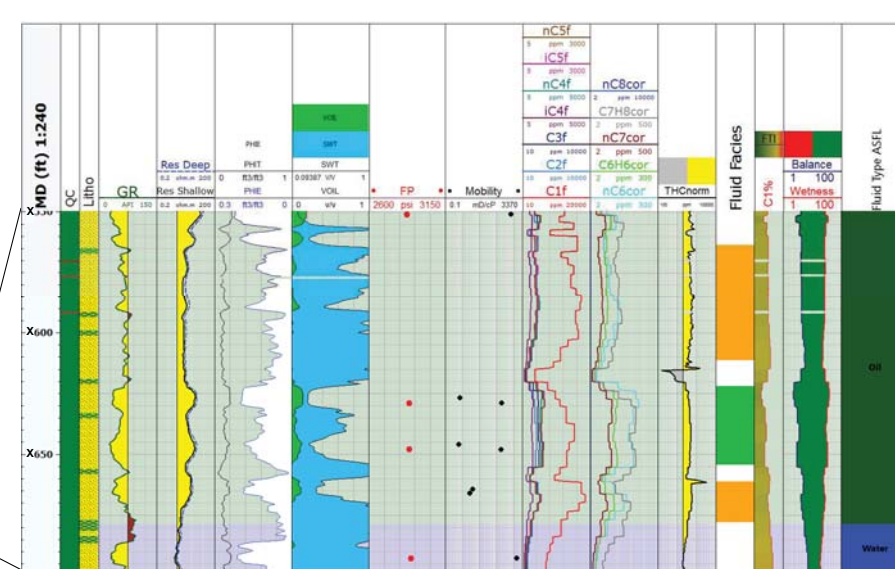 nC5f
5 ppm 3000
iC5f
5 ppm 3000
nC4f nC8cor
5 ppm 5000 2 ppm 10000
iC4f C7H8cor
5 ppm 5000 2 ppm 500
PHIE C3f nC7cor
VOIL
SWT
10 ppm 10000 2 ppm 500
Res Deep PHIT SWT C2f C6H6cor FTI Balance
0.2 ohm.m 200 0 ft3/ft3 1 0.09387 V/V 1 10 ppm 10000 2 ppm 300 1 100
MD (ft) 1:240 QC Litho GR Res Shallow PHIE VOIL FP Mobility C1f nC6cor THCnorm Fluid Facies C1% Wetness Fluid Type ASFL
0 API 150 0.2 ohm.m 200 0.3 ft3/ft3 0 0 V/V 1 2600 psi 3150 0.1 mD/cP 3370 10 ppm 20000 2 ppm 300 10 ppm 10000 1 100
X550
X600
Oil
X650
Water